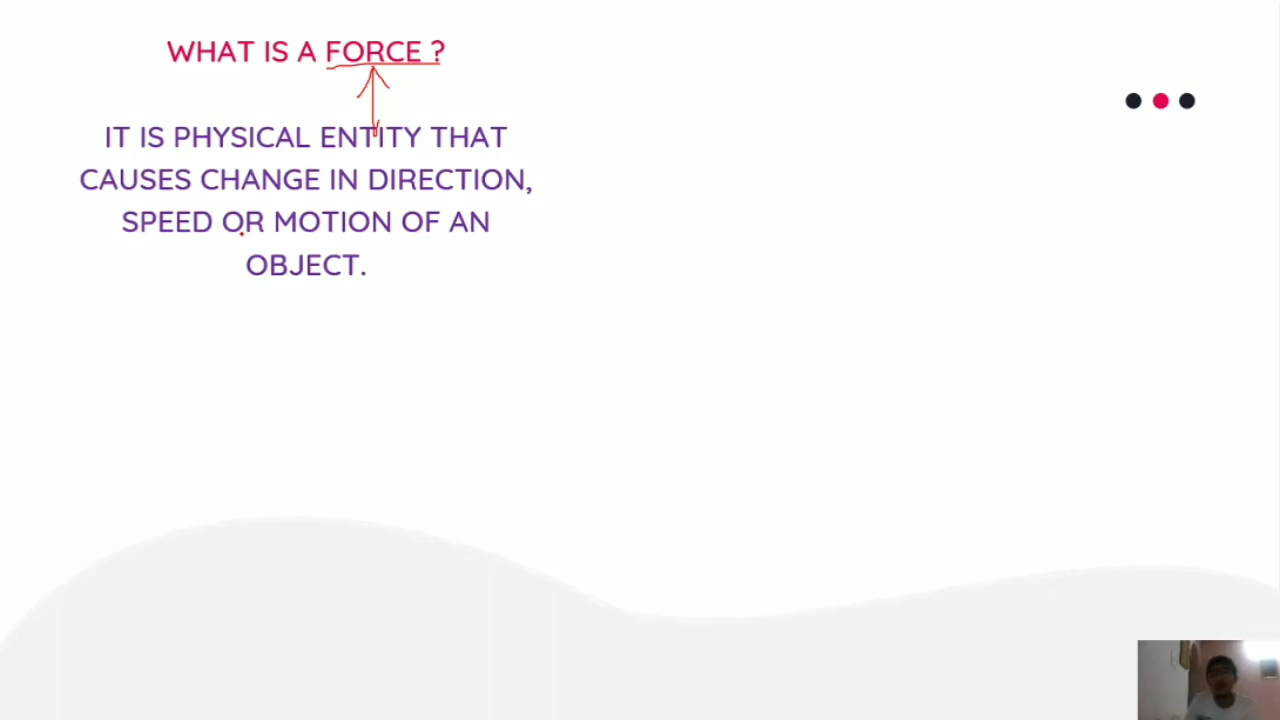 WHAT IS A FORCE ?
IT IS PHYSICAL ENTITY THAT
CAUSES CHANGE IN DIRECTION,
SPEED OR MOTION OF AN
OBJECT.